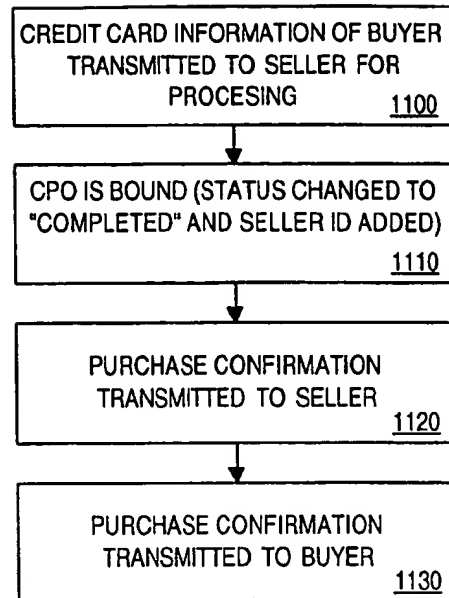 CREDIT CARD INFORMATION OF BUYER
TRANSMITTED TO SELLER FOR
PROCESING
1100
CPO IS BOUND (STATUS CHANGED TO
"COMPLETED" AND SELLER ID ADDED)
1110
PURCHASE CONFIRMATION
TRANSMITTED TO SELLER
1120
PURCHASE CONFIRMATION
TRANSMITTED TO BUYER
1130